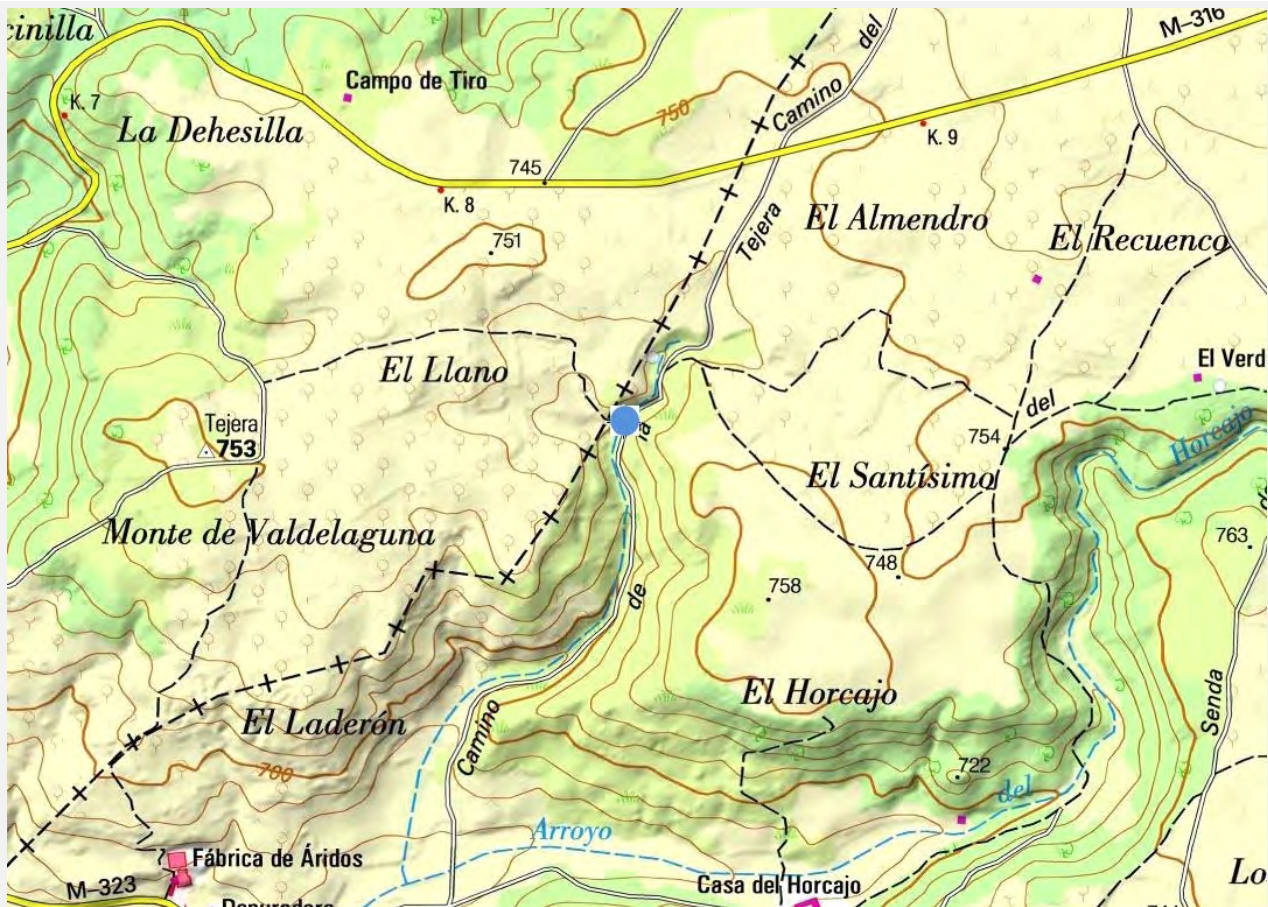 cinilla
M-316
del
Camino
Campo de Tiro
K. 7
750
La Dehesilla
K. 9
745
K. 8
El Almendro
El Recuenco
Tejera
751
El Verd
El Llano
Tejera
753
del
754
Horcajo
El Santísimo
Monte de Valdelaguna
763
748
758
de
El Horcajo
El Laderón
Senda
Camino
700
722
del
Arroyo
Fábrica de Áridos
M-323
Casa del Horcajo
Lo